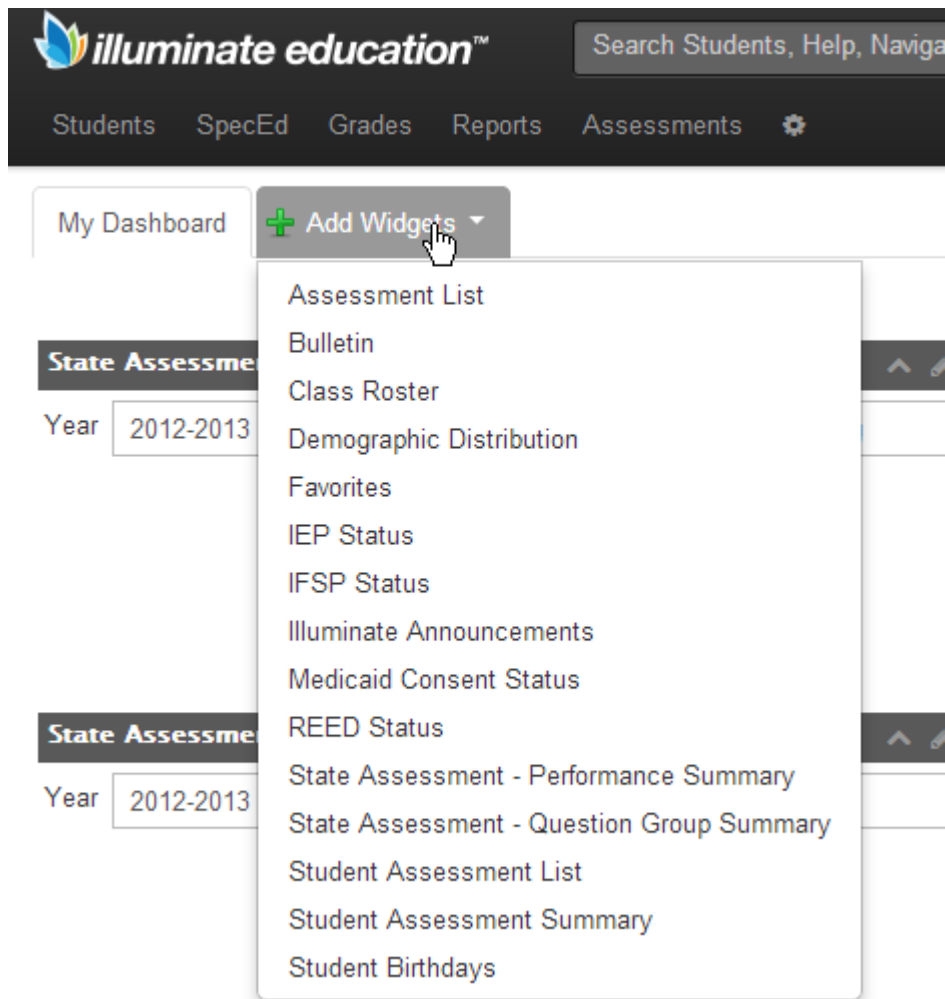 illuminate education™
Search Students, Help, Naviga
Students SpecEd Grades Reports Assessments
My Dashboard Add Widgets
Assessment List
Bulletin
Class Roster
Demographic Distribution
Favorites
IEP Status
IFSP Status
Illuminate Announcements
Medicaid Consent Status
REED Status
State Assessment - Performance Summary
State Assessment - Question Group Summary
Student Assessment List
Student Assessment Summary
Student Birthdays
State Assessme
Year 2012-2013
State Assessme
Year 2012-2013